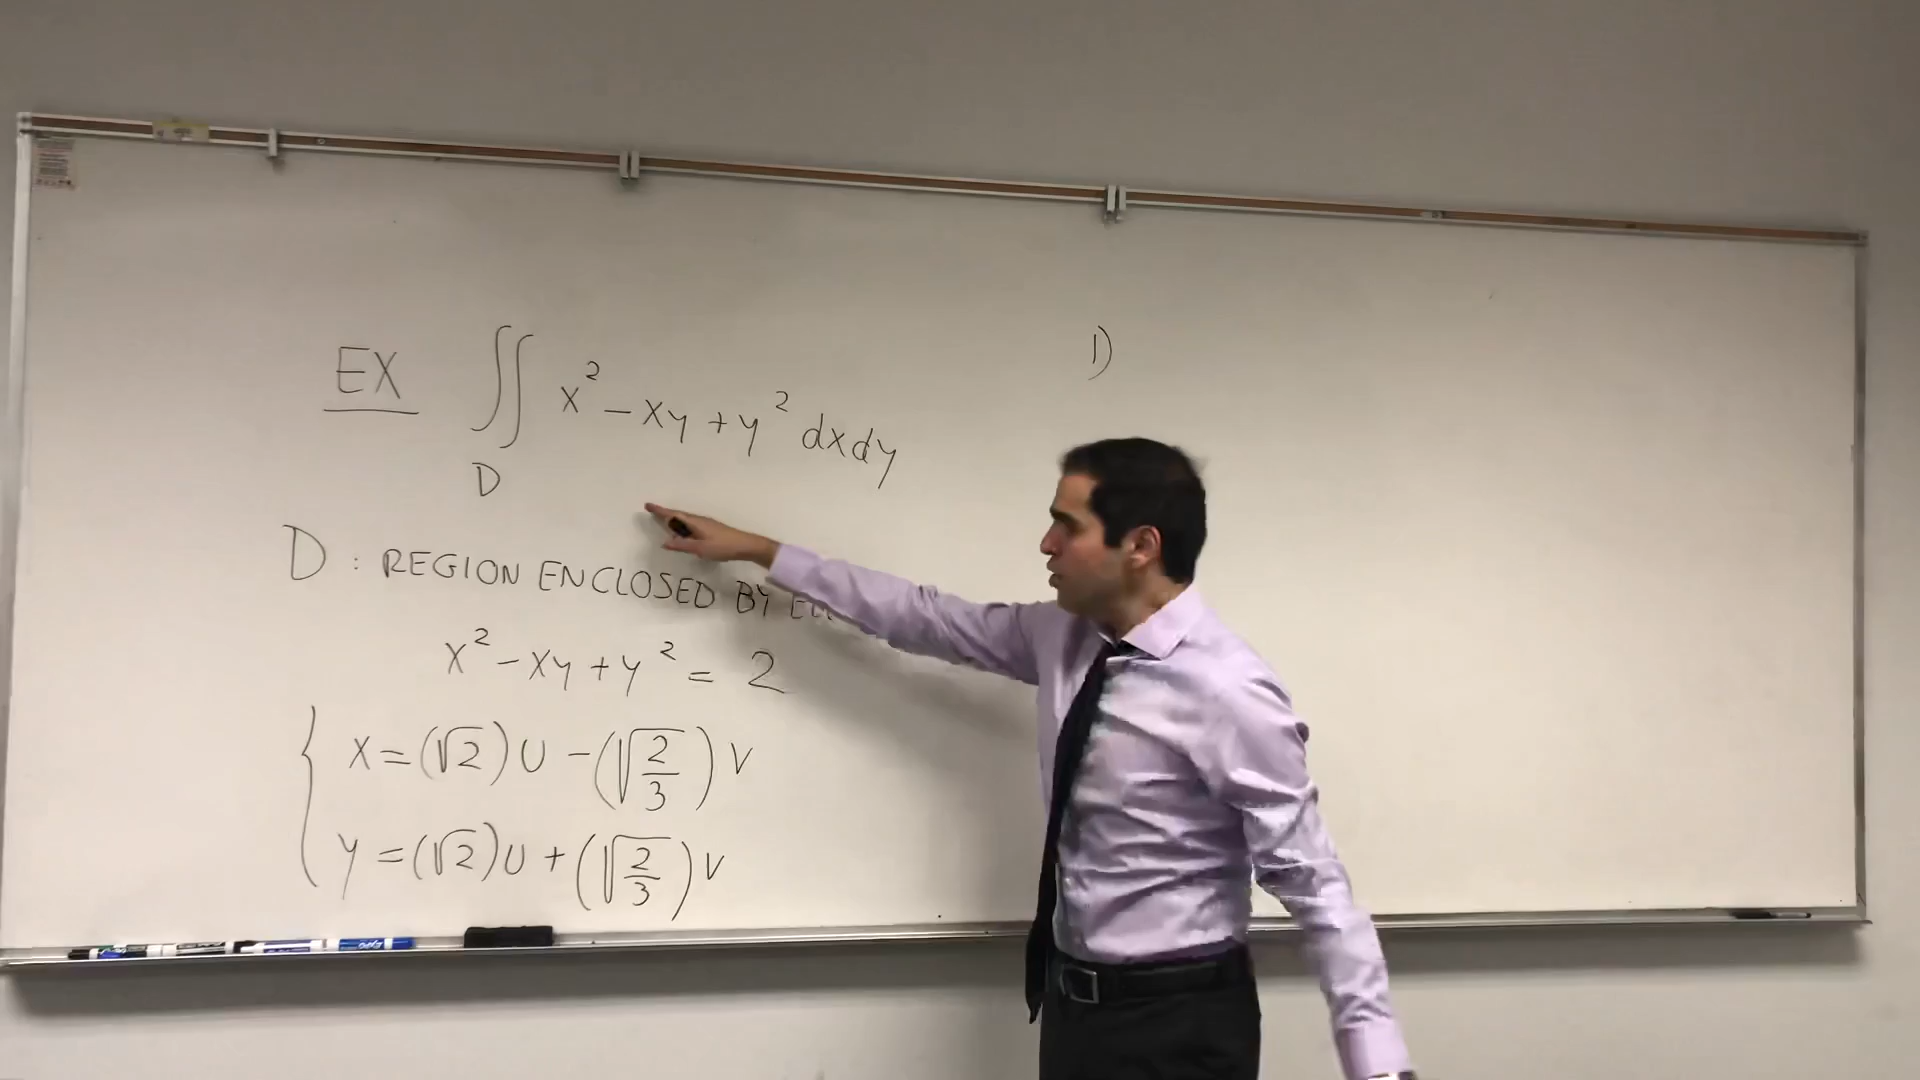 EX ∬ x² - xy + y² dxdy
D
D : REGION ENCLOSED BY
x² - xy + y² = 2
x = (√2) U - (√(2/3)) V
y = (√2) U + (√(2/3)) V
1)
Expo